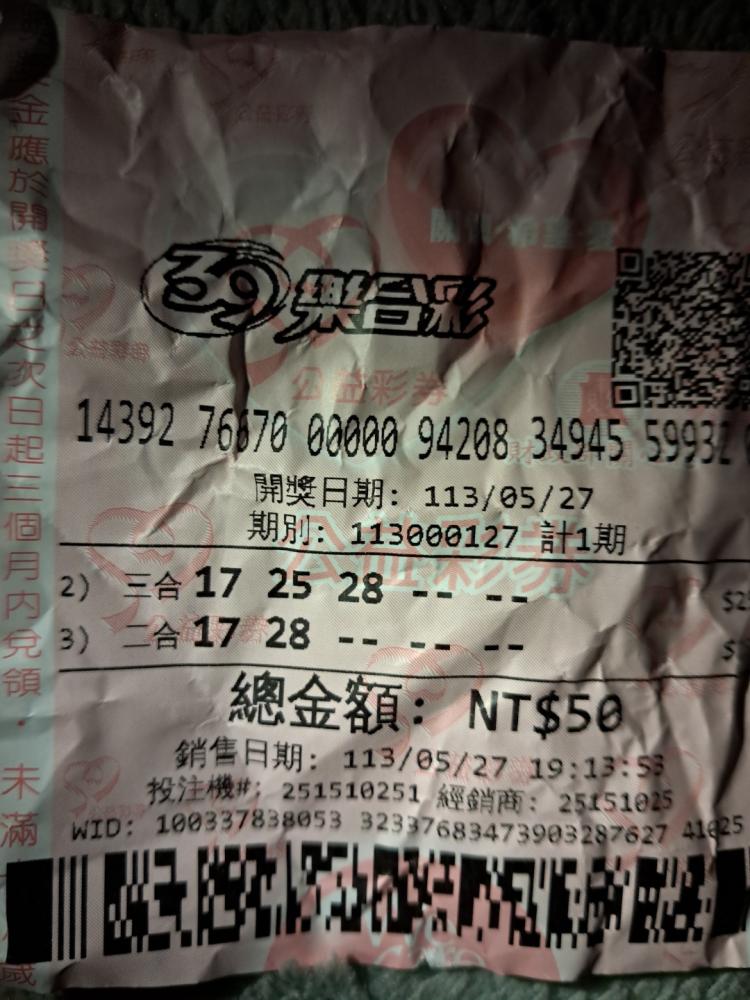 39樂合彩
公益彩券
14392 76670 00000 94208 34945 59932
開獎日期: 113/05/27
期別: 113000127 計1期
2) 三合 17 25 28 -- --
3) 二合 17 28 -- -- --
總金額: NT$50
銷售日期: 113/05/27 19:13:53
投注機#: 251510251 經銷商: 25151025
WID: 100337838053 3233768347390328​7627
金應於開獎日之次日起三個月內兌領.未滿